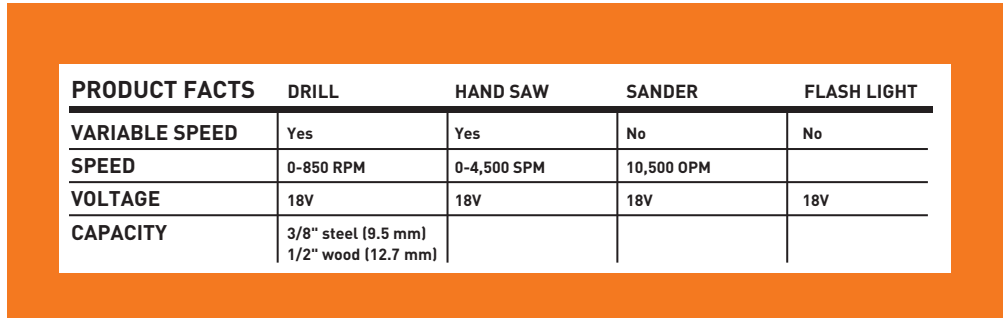 PRODUCT FACTS DRILL HAND SAW SANDER FLASH LIGHT
VARIABLE SPEED Yes Yes No No
SPEED 0-850 RPM 0-4,500 SPM 10,500 OPM
VOLTAGE 18V 18V 18V 18V
CAPACITY 3/8" steel (9.5 mm)
1/2" wood (12.7 mm)